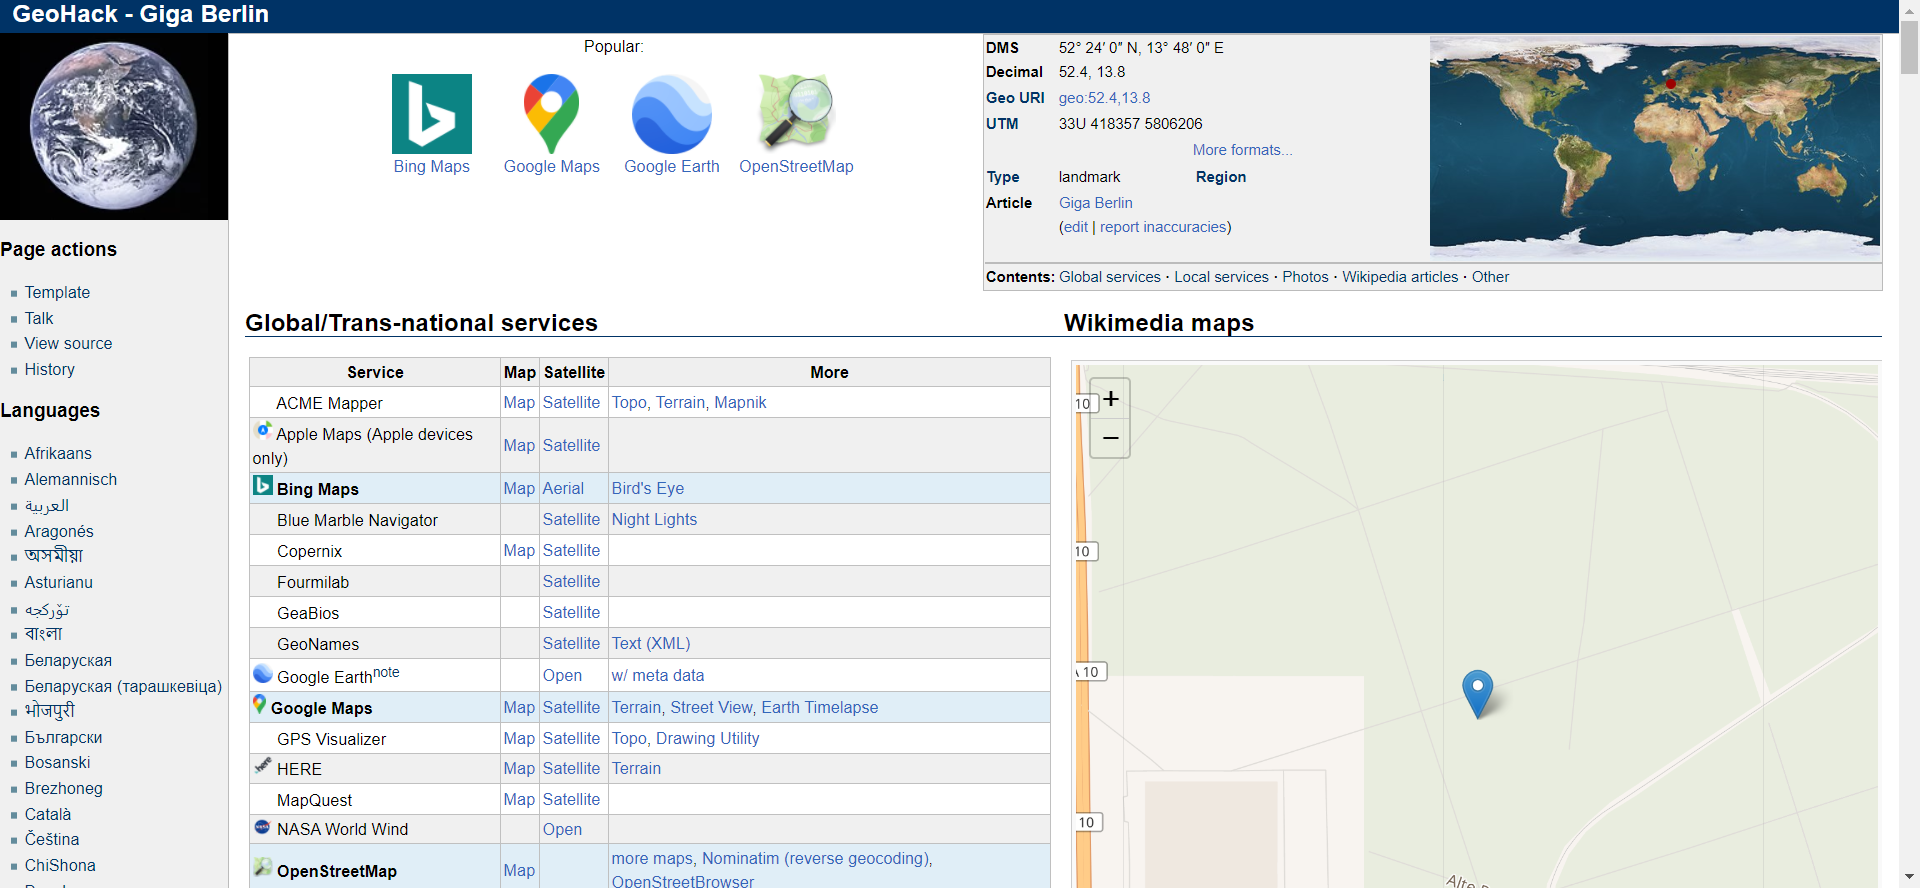 GeoHack - Giga Berlin
Popular:
Bing Maps
Google Maps
Google Earth
OpenStreetMap
DMS 52° 24′ 0″ N, 13° 48′ 0″ E
Decimal 52.4, 13.8
Geo URI geo:52.4,13.8
UTM 33U 418357 5806206
More formats...
Type landmark Region
Article Giga Berlin
(edit | report inaccuracies)
Contents: Global services · Local services · Photos · Wikipedia articles · Other
Page actions
Template
Talk
View source
History
Languages
Afrikaans
Alemannisch
العربية
Aragonés
অসমীয়া
Asturianu
تۆرکجه
বাংলা
Беларуская
Беларуская (тарашкевіца)
भोजपुरी
Български
Bosanski
Brezhoneg
Català
Čeština
ChiShona
Global/Trans-national services
Service Map Satellite More
ACME Mapper Map Satellite Topo, Terrain, Mapnik
Apple Maps (Apple devices only) Map Satellite
Bing Maps Map Aerial Bird's Eye
Blue Marble Navigator Satellite Night Lights
Copernix Map Satellite
Fourmilab Satellite
GeaBios Satellite
GeoNames Satellite Text (XML)
Google Earth note Open w/ meta data
Google Maps Map Satellite Terrain, Street View, Earth Timelapse
GPS Visualizer Map Satellite Topo, Drawing Utility
HERE Map Satellite Terrain
MapQuest Map Satellite
NASA World Wind Open
OpenStreetMap Map more maps, Nominatim (reverse geocoding),
OpenStreetBrowser
Wikimedia maps
+
−
10
10
A 10
10
Alte